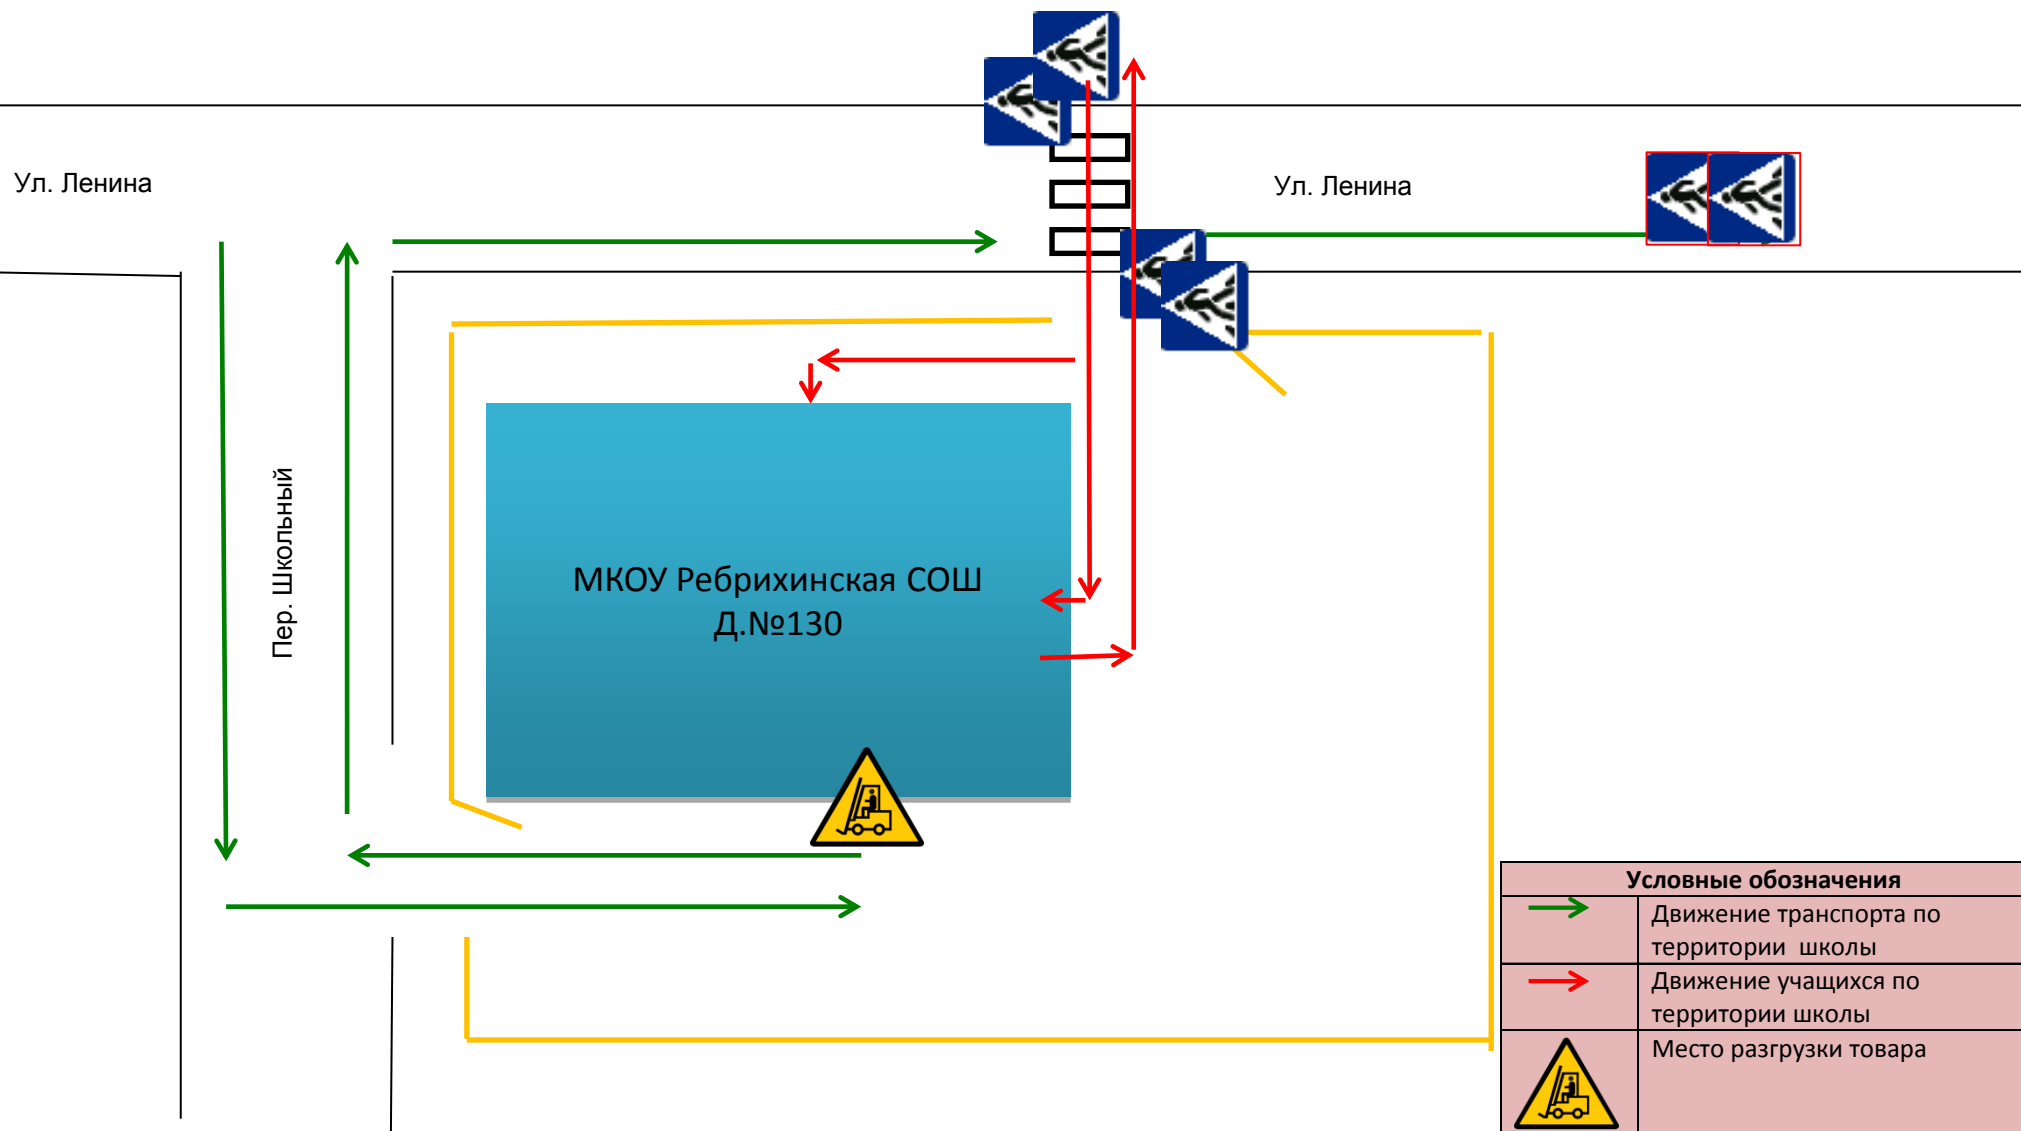 Ул. Ленина
Ул. Ленина
Пер. Школьный
МКОУ Ребрихинская СОШ
Д.№130
Условные обозначения
Движение транспорта по
территории школы
Движение учащихся по
территории школы
Место разгрузки товара